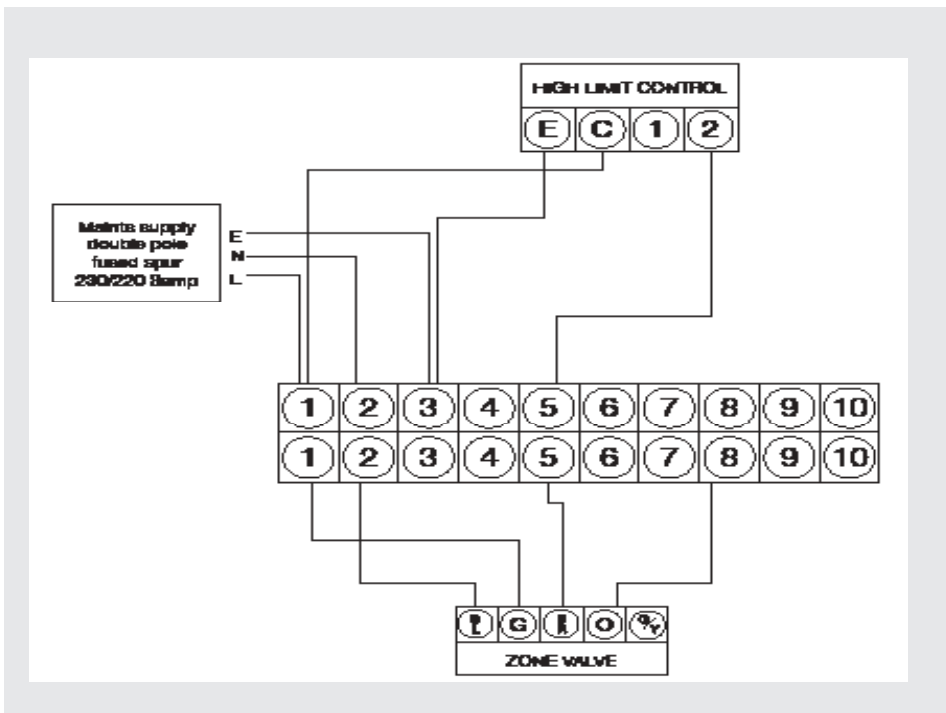 HIGH LIMIT CONTROL
E C 1 2
Mains supply
double pole
fused spur
230/220 3amp
E
N
L
1 2 3 4 5 6 7 8 9 10
1 2 3 4 5 6 7 8 9 10
G O G/Y
ZONE VALVE